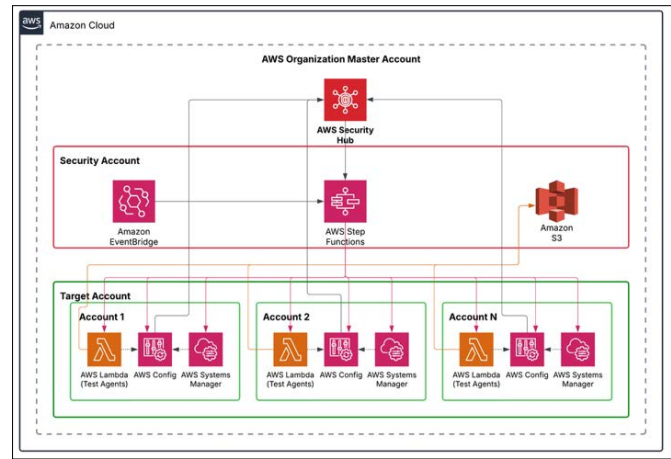 aws
Amazon Cloud
AWS Organization Master Account
AWS Security
Hub
Security Account
Amazon
EventBridge
AWS Step
Functions
Amazon
S3
Target Account
Account 1
AWS Lambda
(Test Agents)
AWS Config
AWS Systems
Manager
Account 2
AWS Lambda
(Test Agents)
AWS Config
AWS Systems
Manager
Account N
AWS Lambda
(Test Agents)
AWS Config
AWS Systems
Manager